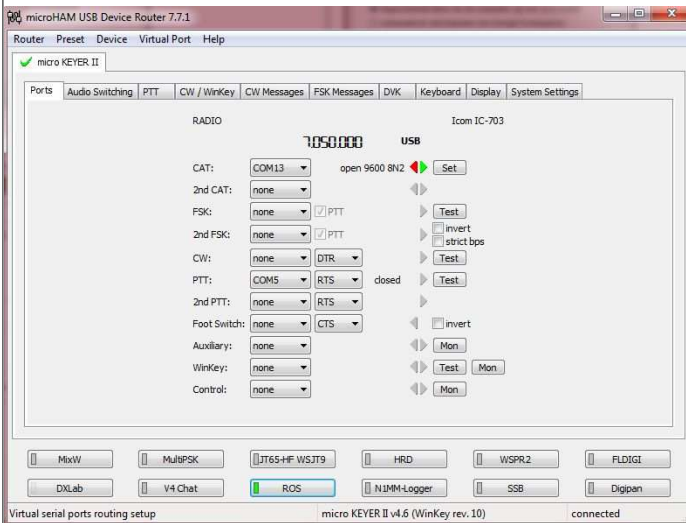 microHAM USB Device Router 7.7.1
Router Preset Device Virtual Port Help
micro KEYER II
Ports Audio Switching PTT CW / WinKey CW Messages FSK Messages DVK Keyboard Display System Settings
RADIO Icom IC-703
7.050.000 USB
CAT: COM13 open 9600 8N2 Set
2nd CAT: none
FSK: none PTT Test
2nd FSK: none PTT invert
strict bps
CW: none DTR Test
PTT: COM5 RTS closed Test
2nd PTT: none RTS
Foot Switch: none CTS invert
Auxiliary: none Mon
WinKey: none Test Mon
Control: none Mon
MixW MultiPSK JT65-HF WSJT9 HRD WSPR2 FLDIGI
DXLab V4 Chat ROS N1MM-Logger SSB Digipan
Virtual serial ports routing setup micro KEYER II v4.6 (WinKey rev. 10) connected